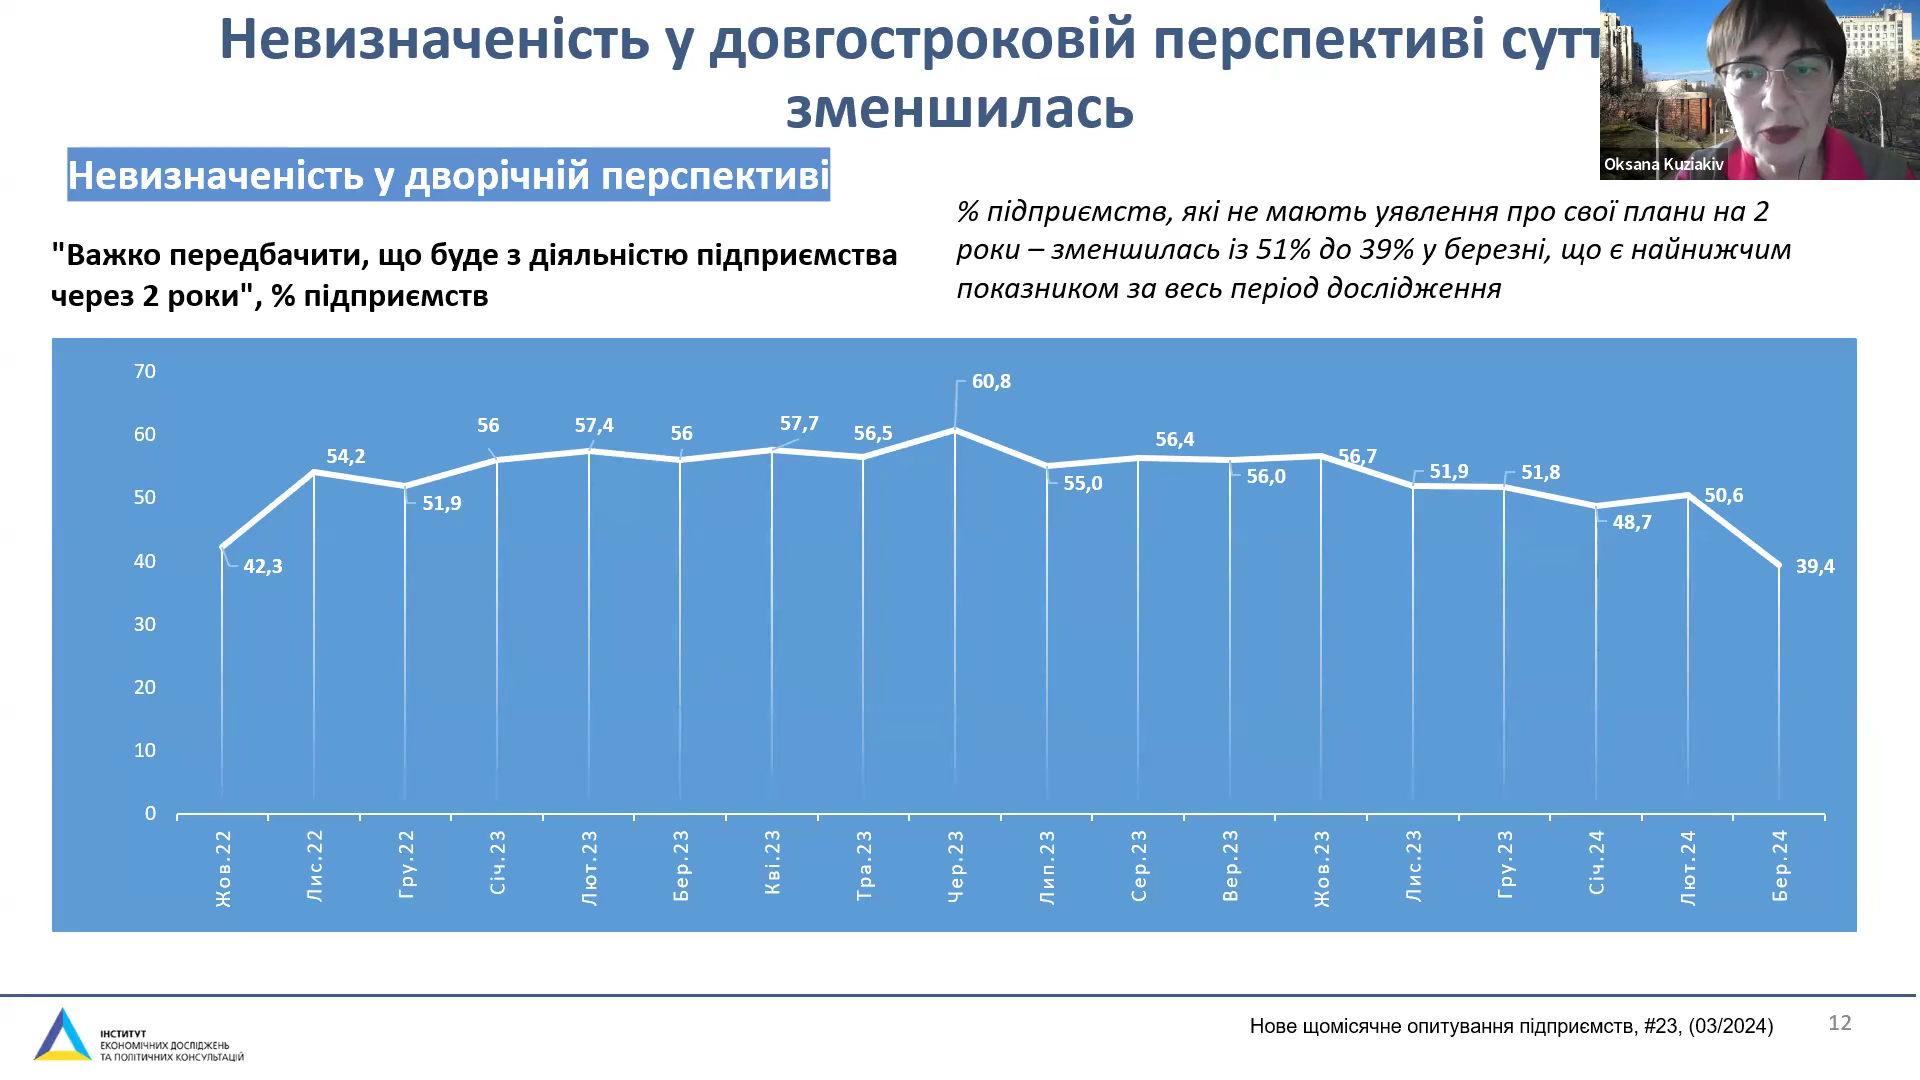 Невизначеність у довгостроковій перспективі
зменшилась
Oksana Kuziakiv
Невизначеність у дворічній перспективі
"Важко передбачити, що буде з діяльністю підприємства
через 2 роки", % підприємств
% підприємств, які не мають уявлення про свої плани на 2
роки – зменшилась із 51% до 39% у березні, що є найнижчим
показником за весь період дослідження
70
60
50
40
30
20
10
0
42,3
54,2
51,9
56
57,4
56
57,7
56,5
60,8
55,0
56,4
56,0
56,7
51,9
51,8
48,7
50,6
39,4
Жов.22
Лис.22
Гру.22
Січ.23
Лют.23
Бер.23
Кві.23
Тра.23
Чер.23
Лип.23
Сер.23
Вер.23
Жов.23
Лис.23
Гру.23
Січ.24
Лют.24
Бер.24
ІНСТИТУТ
ЕКОНОМІЧНИХ ДОСЛІДЖЕНЬ
ТА ПОЛІТИЧНИХ КОНСУЛЬТАЦІЙ
Нове щомісячне опитування підприємств, #23, (03/2024)
12